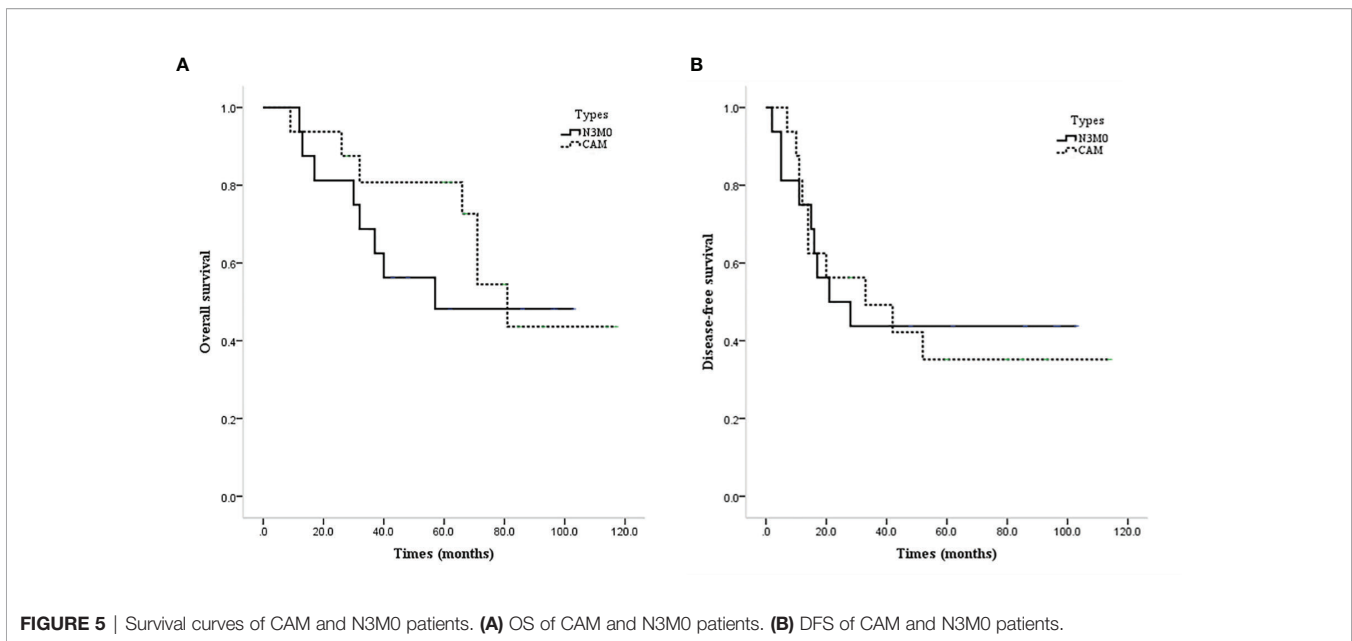 A
Types
N3M0
CAM
1.0
0.8
0.6
0.4
0.2
0.0
Overall survival
.0 20.0 40.0 60.0 80.0 100.0 120.0
Times (months)
B
Types
N3M0
CAM
1.0
0.8
0.6
0.4
0.2
0.0
Disease-free survival
.0 20.0 40.0 60.0 80.0 100.0 120.0
Times (months)
FIGURE 5 | Survival curves of CAM and N3M0 patients. (A) OS of CAM and N3M0 patients. (B) DFS of CAM and N3M0 patients.